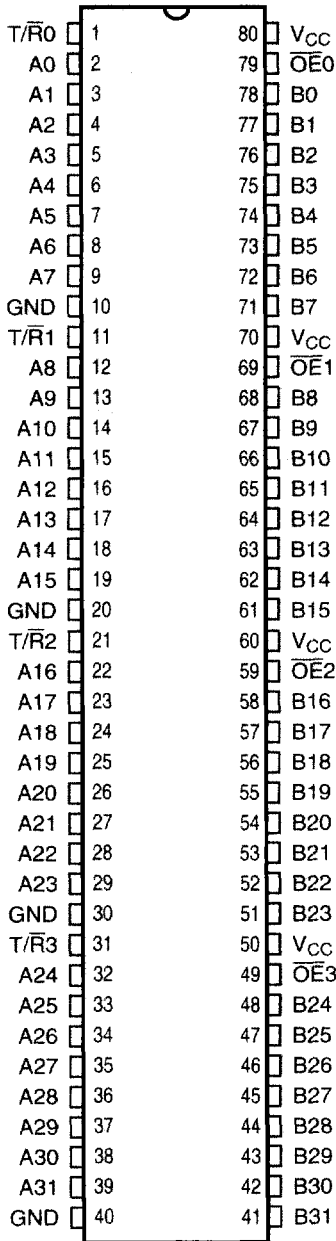 T/R̅0 1 80 VCC
A0 2 79 O̅E̅0
A1 3 78 B0
A2 4 77 B1
A3 5 76 B2
A4 6 75 B3
A5 7 74 B4
A6 8 73 B5
A7 9 72 B6
GND 10 71 B7
T/R̅1 11 70 VCC
A8 12 69 O̅E̅1
A9 13 68 B8
A10 14 67 B9
A11 15 66 B10
A12 16 65 B11
A13 17 64 B12
A14 18 63 B13
A15 19 62 B14
GND 20 61 B15
T/R̅2 21 60 VCC
A16 22 59 O̅E̅2
A17 23 58 B16
A18 24 57 B17
A19 25 56 B18
A20 26 55 B19
A21 27 54 B20
A22 28 53 B21
A23 29 52 B22
GND 30 51 B23
T/R̅3 31 50 VCC
A24 32 49 O̅E̅3
A25 33 48 B24
A26 34 47 B25
A27 35 46 B26
A28 36 45 B27
A29 37 44 B28
A30 38 43 B29
A31 39 42 B30
GND 40 41 B31